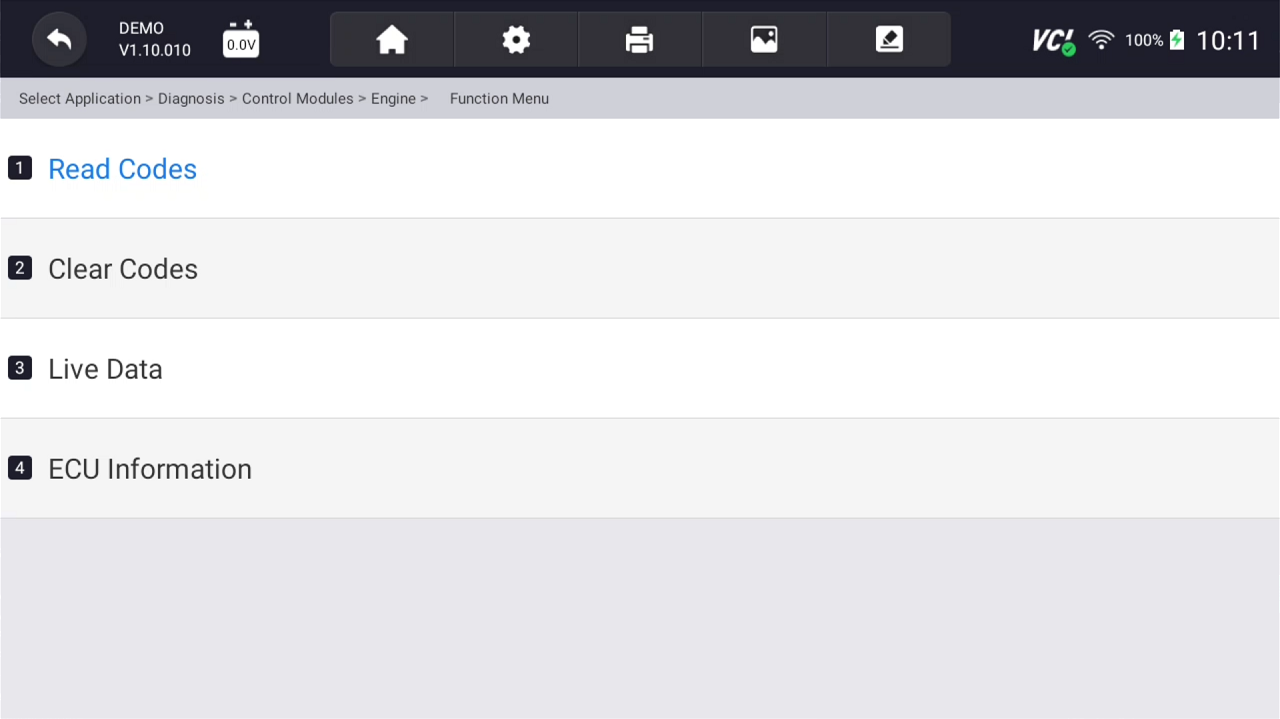 DEMO
V1.10.010
0.0V
VCI
100%
10:11
Select Application > Diagnosis > Control Modules > Engine > Function Menu
1 Read Codes
2 Clear Codes
3 Live Data
4 ECU Information